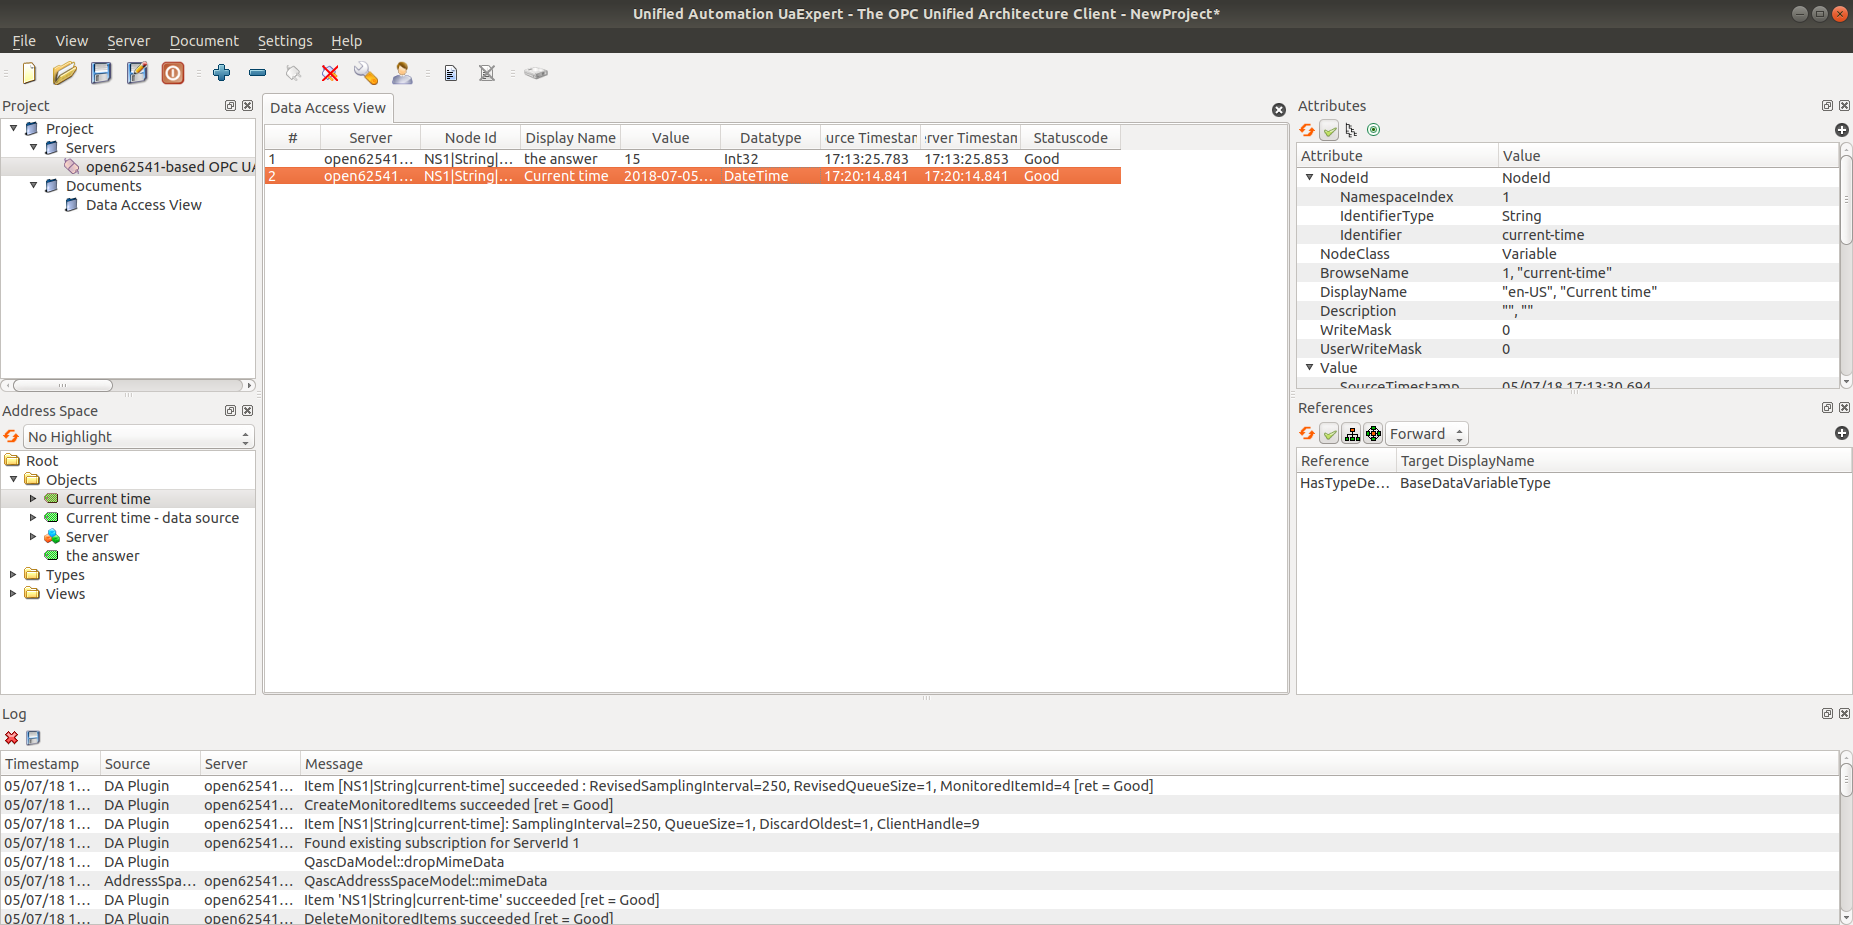 Unified Automation UaExpert - The OPC Unified Architecture Client - NewProject*
File View Server Document Settings Help
Project
Project
Servers
open62541-based OPC UA
Documents
Data Access View
Address Space
No Highlight
Root
Objects
Current time
Current time - data source
Server
the answer
Types
Views
Data Access View
# Server Node Id Display Name Value Datatype urce Timestan rver Timestan Statuscode
1 open62541... NS1|String|... the answer 15 Int32 17:13:25.783 17:13:25.853 Good
2 open62541... NS1|String|... Current time 2018-07-05... DateTime 17:20:14.841 17:20:14.841 Good
Attributes
Attribute Value
NodeId NodeId
NamespaceIndex 1
IdentifierType String
Identifier current-time
NodeClass Variable
BrowseName 1, "current-time"
DisplayName "en-US", "Current time"
Description "", ""
WriteMask 0
UserWriteMask 0
Value
SourceTimestamp 05/07/18 17:13:30.694
References
Forward
Reference Target DisplayName
HasTypeDe... BaseDataVariableType
Log
Timestamp Source Server Message
05/07/18 1... DA Plugin open62541... Item [NS1|String|current-time] succeeded : RevisedSamplingInterval=250, RevisedQueueSize=1, MonitoredItemId=4 [ret = Good]
05/07/18 1... DA Plugin open62541... CreateMonitoredItems succeeded [ret = Good]
05/07/18 1... DA Plugin open62541... Item [NS1|String|current-time]: SamplingInterval=250, QueueSize=1, DiscardOldest=1, ClientHandle=9
05/07/18 1... DA Plugin open62541... Found existing subscription for ServerId 1
05/07/18 1... DA Plugin QascDaModel::dropMimeData
05/07/18 1... AddressSpa... open62541... QascAddressSpaceModel::mimeData
05/07/18 1... DA Plugin open62541... Item 'NS1|String|current-time' succeeded [ret = Good]
05/07/18 1... DA Plugin open62541... DeleteMonitoredItems succeeded [ret = Good]